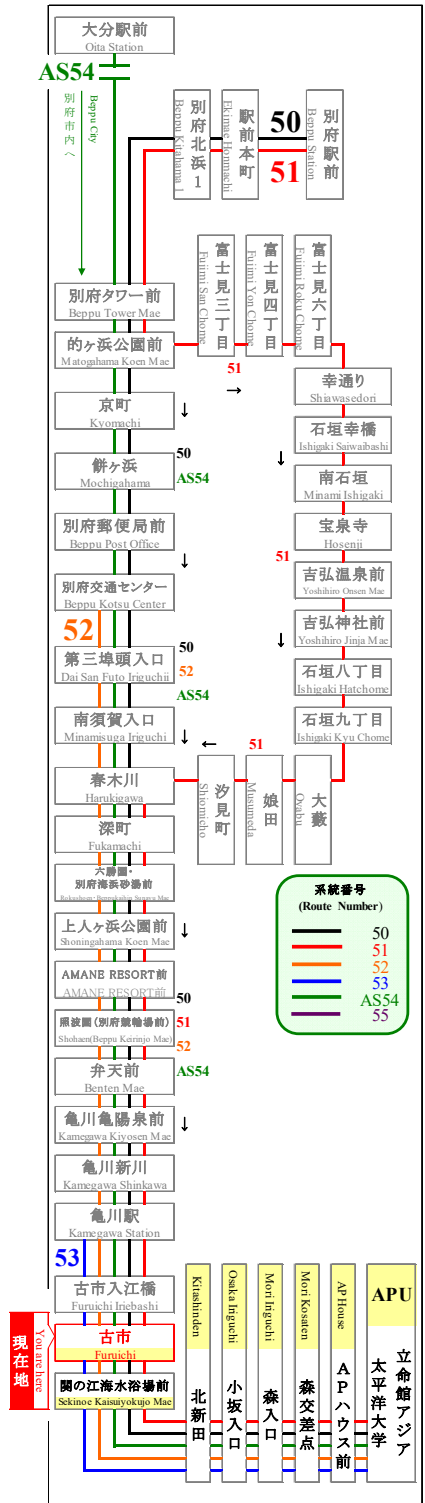 大分駅前
Oita Station
AS54
Beppu City
別府市内へ
別府北浜1
Beppu Kitahama 1
駅前本町
Ekimae Honmachi
50
51
別府駅前
Beppu Station
別府タワー前
Beppu Tower Mae
的ヶ浜公園前
Matogahama Koen Mae
富士見三丁目
Fujimi San Chome
富士見四丁目
Fujimi Yon Chome
富士見六丁目
Fujimi Roku Chome
51
→
幸通り
Shiawasedori
京町
Kyomachi
↓
石垣幸橋
Ishigaki Saiwaibashi
↓
餅ヶ浜
Mochigahama
50
AS54
南石垣
Minami Ishigaki
別府郵便局前
Beppu Post Office
↓
宝泉寺
Hosenji
51
吉弘温泉前
Yoshihiro Onsen Mae
別府交通センター
Beppu Kotsu Center
52
吉弘神社前
Yoshihiro Jinja Mae
↓
第三埠頭入口
Dai San Futo Iriguchii
50
52
AS54
石垣八丁目
Ishigaki Hatchome
南須賀入口
Minamisuga Iriguchi
↓
石垣九丁目
Ishigaki Kyu Chome
←
51
春木川
Harukigawa
汐見町
Shiomicho
娘田
Musumeda
大藪
Oyabu
深町
Fukamachi
六勝園・
別府海浜砂湯前
上人ヶ浜公園前
Shoningahama Koen Mae
↓
AMANE RESORT前
AMANE RESORT前
50
51
52
AS54
照波園(別府競輪場前)
Shohaen(Beppu Keirinjo Mae)
弁天前
Benten Mae
亀川亀陽泉前
Kamegawa Kiyosen Mae
↓
亀川新川
Kamegawa Shinkawa
亀川駅
Kamegawa Station
53
古市入江橋
Furuichi Iriebashi
現在地
You are here
古市
Furuichi
関の江海水浴場前
Sekinoe Kaisuiyokujo Mae
系統番号
(Route Number)
50
51
52
53
AS54
55
Kitashinden
北新田
Osaka Iriguchi
小坂入口
Mori Iriguchi
森入口
Mori Kosaten
森交差点
AP House
APハウス前
APU
立命館アジア
太平洋大学